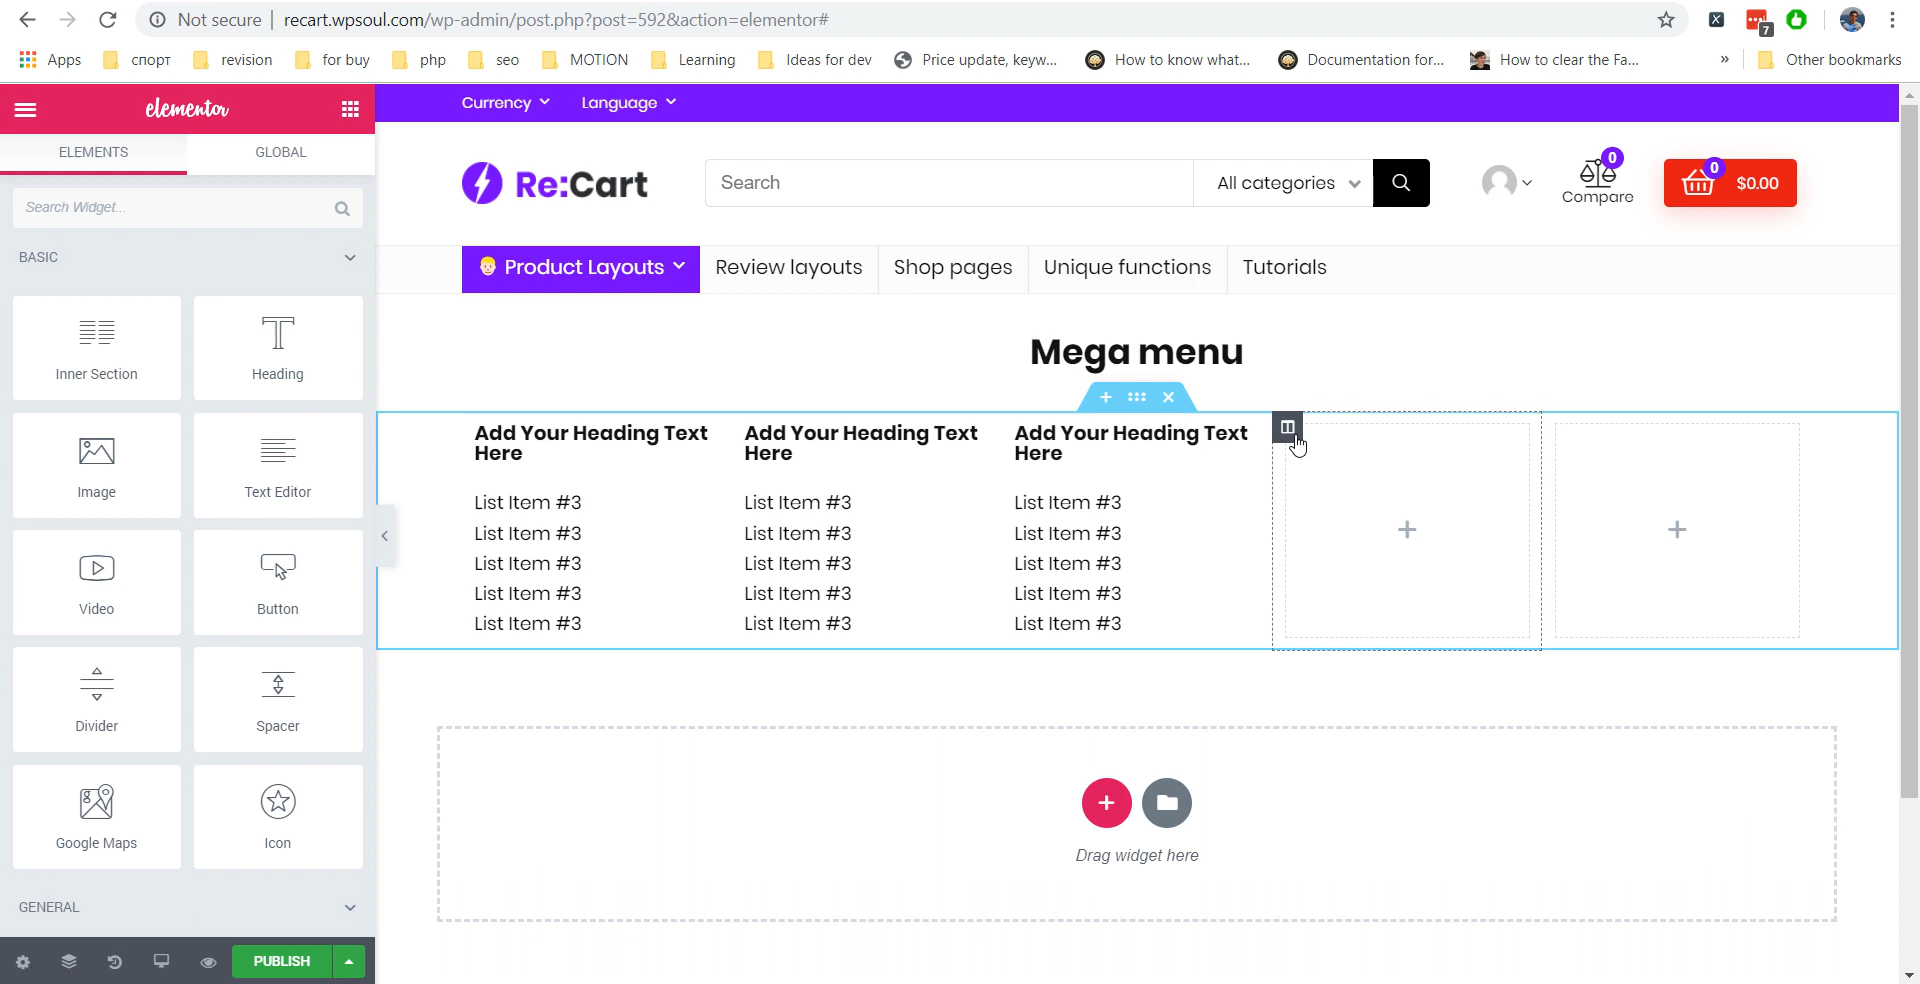 Not secure | recart.wpsoul.com/wp-admin/post.php?post=592&action=elementor#
7
Apps спорт revision for buy php seo MOTION Learning Ideas for dev Price update, keyw... How to know what... Documentation for... How to clear the Fa... » Other bookmarks
elementor
ELEMENTS GLOBAL
Search Widget...
BASIC
Inner Section Heading
Image Text Editor
Video Button
Divider Spacer
Google Maps Icon
GENERAL
PUBLISH
Currency Language
Re:Cart Search All categories 0 Compare 0 $0.00
Product Layouts Review layouts Shop pages Unique functions Tutorials
Mega menu
Add Your Heading Text Here
List Item #3
List Item #3
List Item #3
List Item #3
List Item #3
Add Your Heading Text Here
List Item #3
List Item #3
List Item #3
List Item #3
List Item #3
Add Your Heading Text Here
List Item #3
List Item #3
List Item #3
List Item #3
List Item #3
Drag widget here